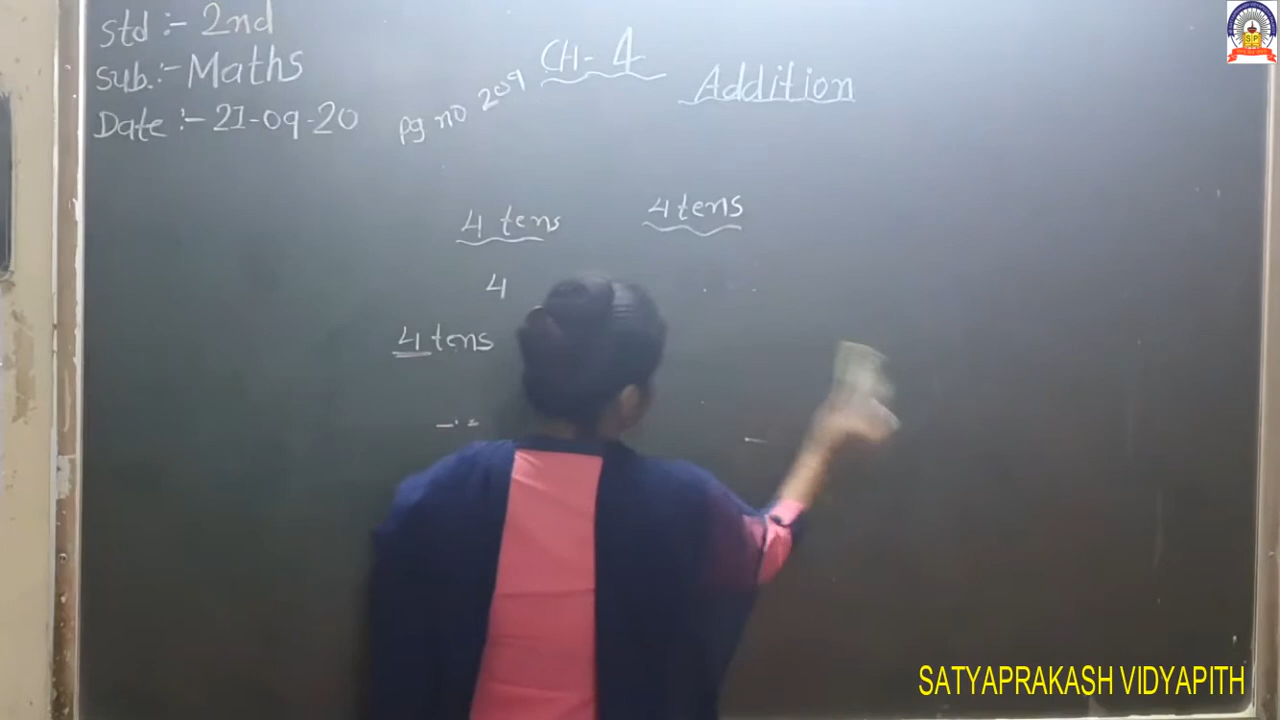 Std :- 2nd
Sub.:- Maths
Date :- 21-09-20
pg no 209
CH- 4
Addition
4 tens
4 tens
4
4 tens
SP
SATYAPRAKASH VIDYAPITH